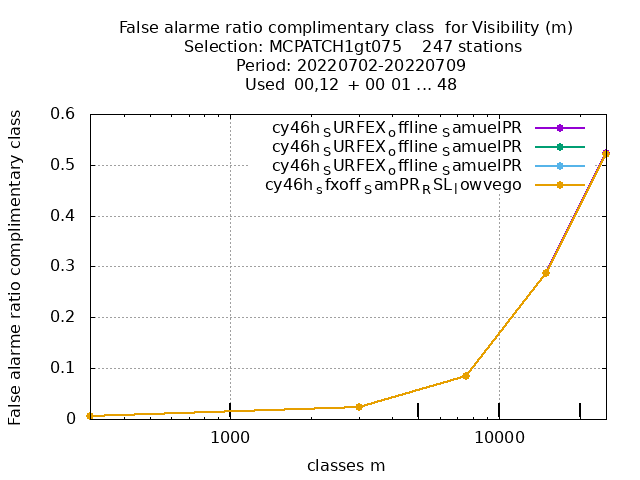 False alarme ratio complimentary class  for Visibility (m)
Selection: MCPATCH1gt075    247 stations
Period: 20220702-20220709
Used  00,12  + 00 01 ... 48
False alarme ratio complimentary class
0.6
0.5
0.4
0.3
0.2
0.1
0
cy46h_SURFEX_offline_SamuelPR
cy46h_SURFEX_offline_SamuelPR
cy46h_SURFEX_offline_SamuelPR
cy46h_sfxoff_SamPR_RSL_lowvego
1000
10000
classes m